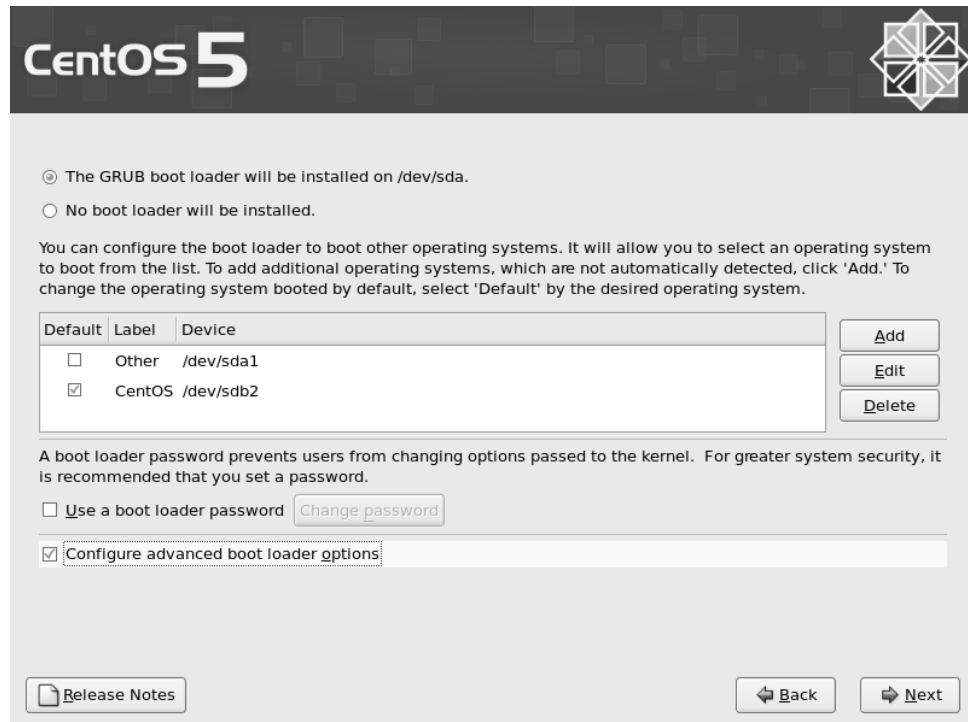 CentOS 5
The GRUB boot loader will be installed on /dev/sda.
No boot loader will be installed.
You can configure the boot loader to boot other operating systems. It will allow you to select an operating system
to boot from the list. To add additional operating systems, which are not automatically detected, click 'Add.' To
change the operating system booted by default, select 'Default' by the desired operating system.
Default Label Device
Other /dev/sda1
CentOS /dev/sdb2
Add
Edit
Delete
A boot loader password prevents users from changing options passed to the kernel.  For greater system security, it
is recommended that you set a password.
Use a boot loader password Change password
Configure advanced boot loader options
Release Notes Back Next